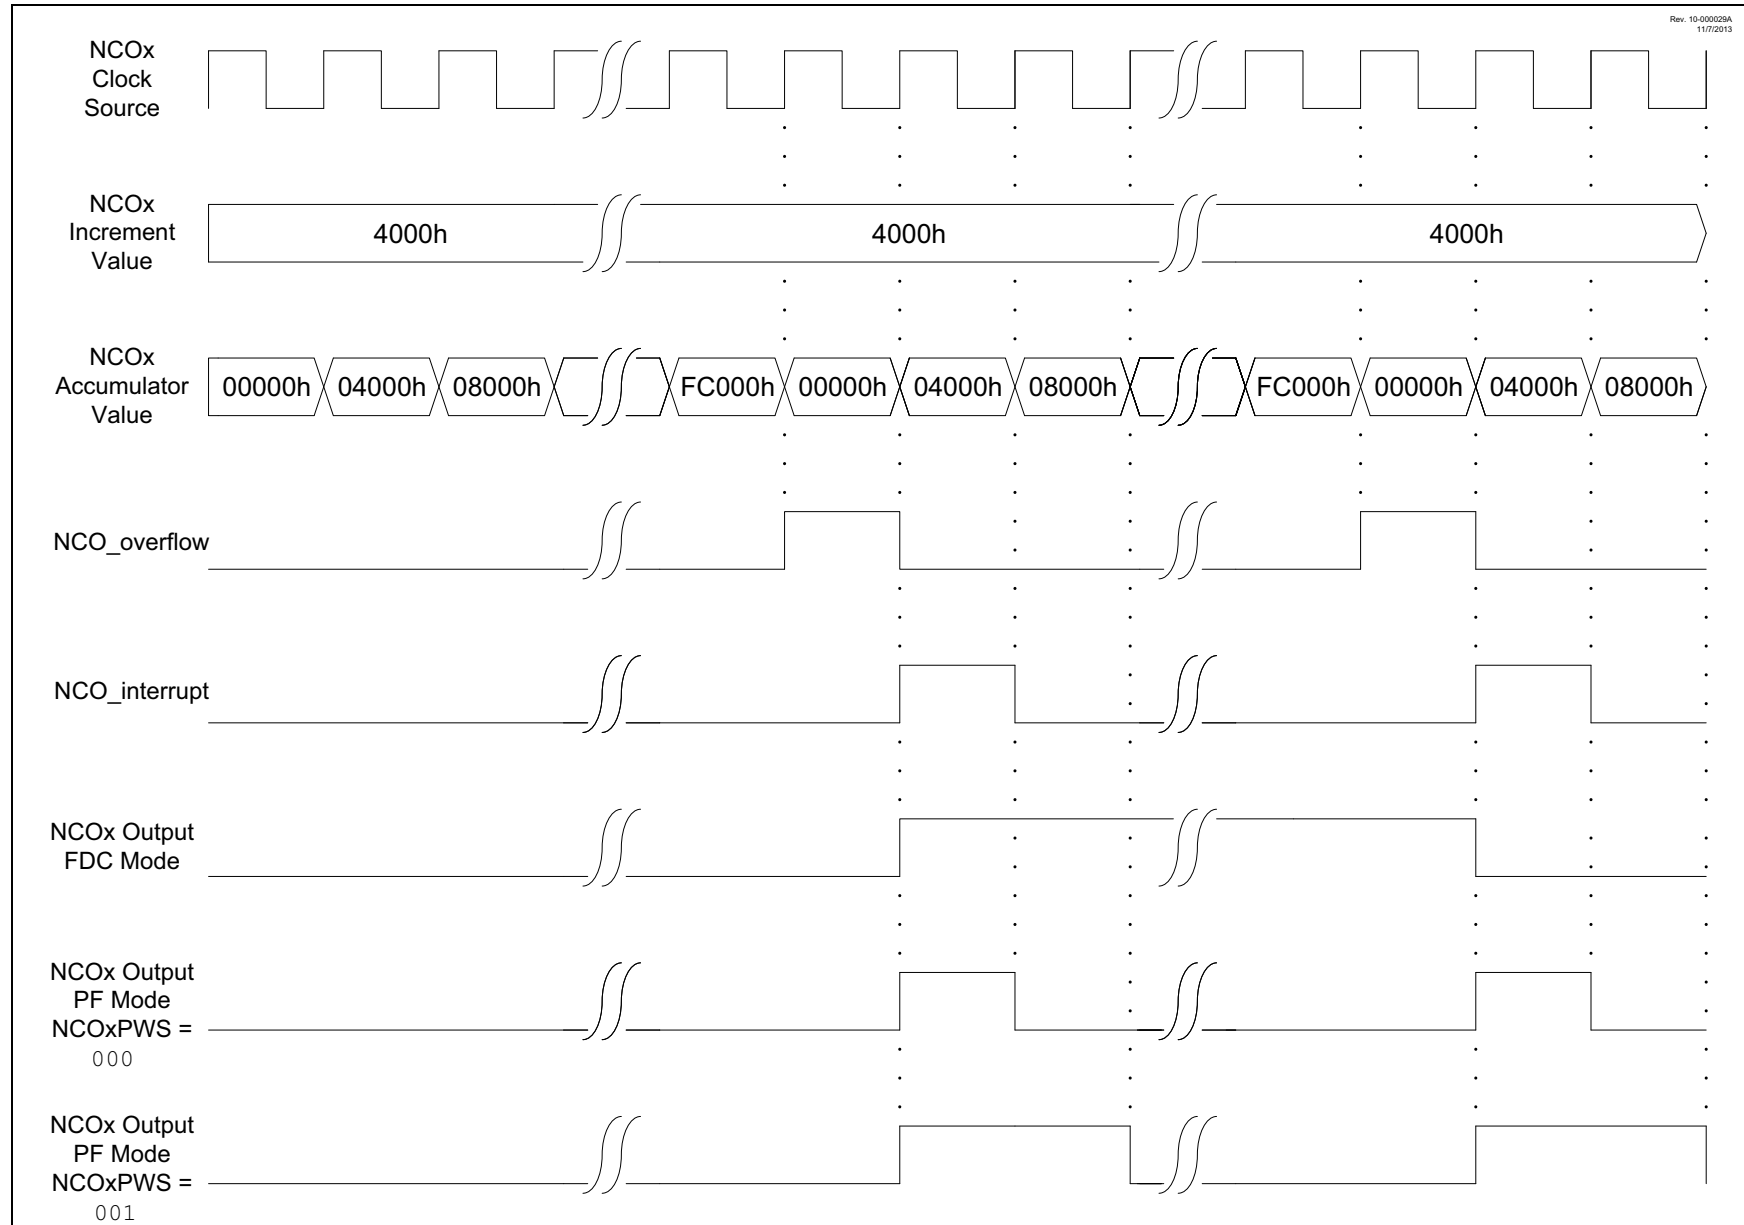 Rev. 10-000029A
11/7/2013
NCOx
Clock
Source
NCOx
Increment
Value
4000h 4000h 4000h
NCOx
Accumulator
Value
00000h 04000h 08000h FC000h 00000h 04000h 08000h FC000h 00000h 04000h 08000h
NCO_overflow
NCO_interrupt
NCOx Output
FDC Mode
NCOx Output
PF Mode
NCOxPWS =
000
NCOx Output
PF Mode
NCOxPWS =
001